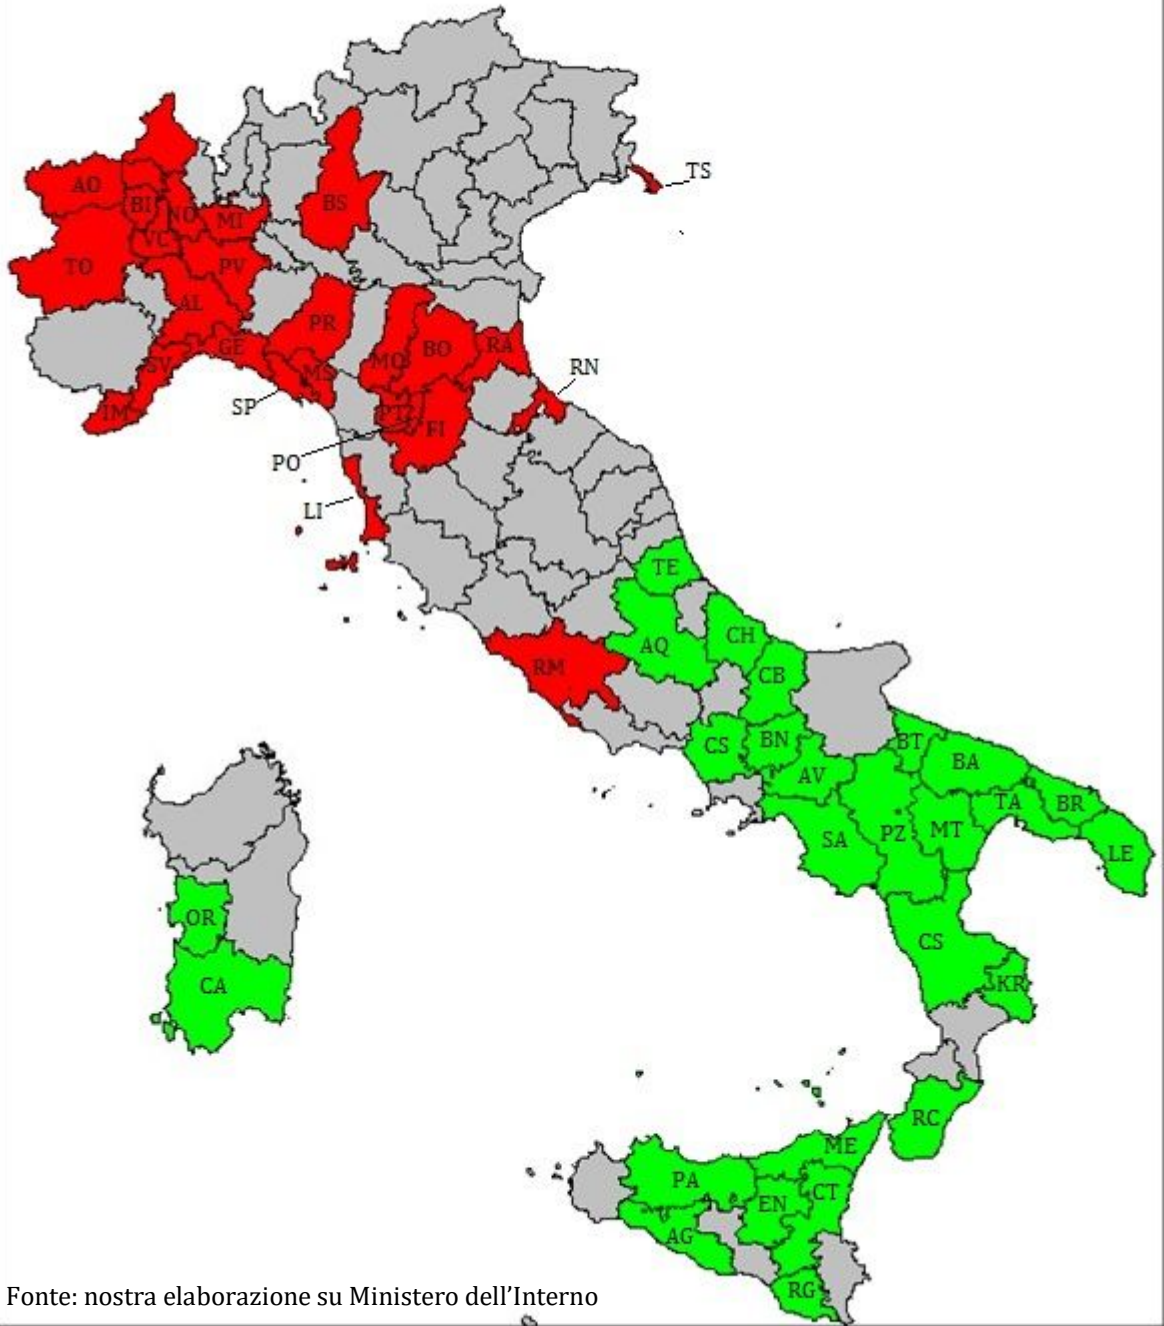 TS
AO
BS
BI
NO
MI
VC
TO
PV
AL
PR
GE
BO
RA
MO
SV
MS
RN
SP
IM
PT
FI
PO
LI
TE
CH
AQ
RM
CB
CS
BN
BT
AV
BA
TA
BR
SA
PZ
MT
LE
OR
CS
CA
KR
RC
ME
PA
CT
EN
AG
RG
Fonte: nostra elaborazione su Ministero dell'Interno